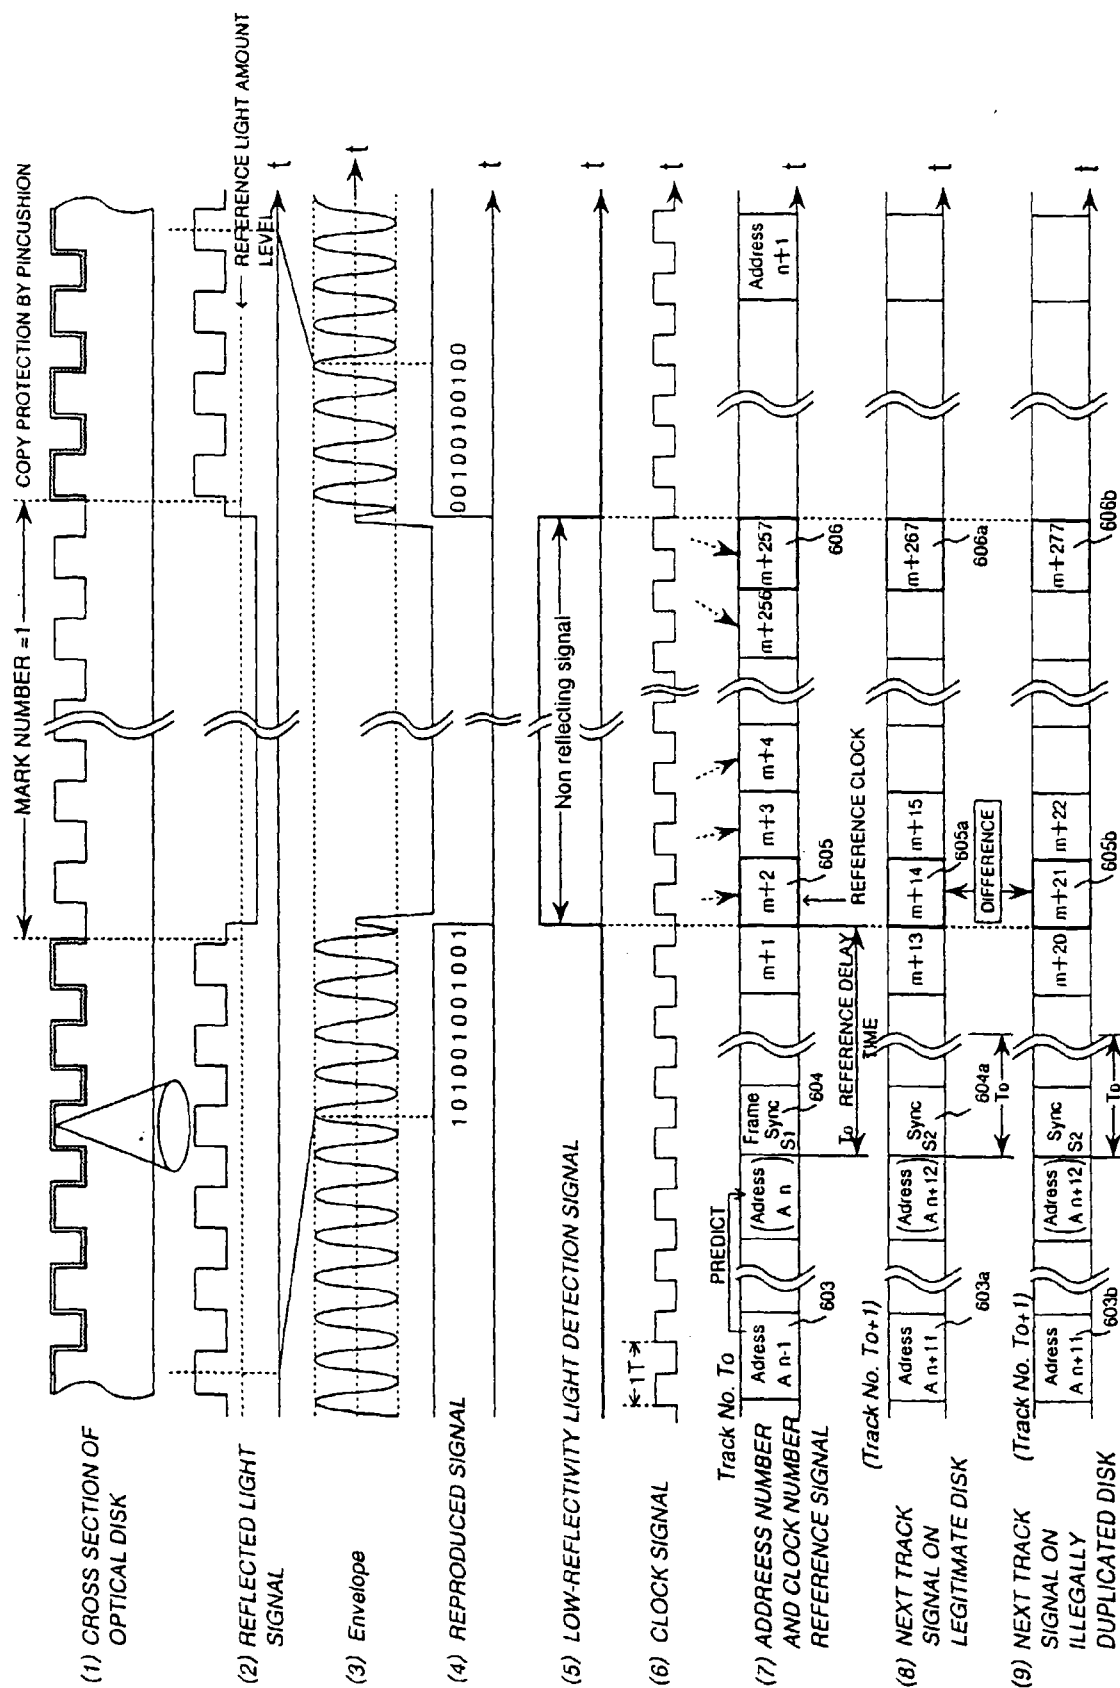 COPY PROTECTION BY PINCUSHION
MARK NUMBER =1
(1) CROSS SECTION OF
OPTICAL DISK
(2) REFLECTED LIGHT
SIGNAL
REFERENCE LIGHT AMOUNT
LEVEL
t
(3) Envelope
t
(4) REPRODUCED SIGNAL
101001001001
00100100100
t
(5) LOW-REFLECTIVITY LIGHT DETECTION SIGNAL
Non reflecting signal
t
(6) CLOCK SIGNAL
1T
t
Track No. To
PREDICT
(7) ADDREESS NUMBER
AND CLOCK NUMBER
REFERENCE SIGNAL
Adress
A n-1
603
(Adress
A n)
Frame
Sync
S1
604
m+1
m+2
605
m+3
m+4
m+256
m+257
606
Address
n+1
t
To
REFERENCE DELAY
TIME
REFERENCE CLOCK
(Track No. To+1)
(8) NEXT TRACK
SIGNAL ON
LEGITIMATE DISK
Adress
A n+11
603a
(Adress
A n+12)
Sync
S2
604a
To
m+13
m+14
605a
m+15
m+267
606a
t
DIFFERENCE
(Track No. To+1)
(9) NEXT TRACK
SIGNAL ON
ILLEGALLY
DUPLICATED DISK
Adress
A n+11
603b
(Adress
A n+12)
Sync
S2
To
m+20
m+21
605b
m+22
m+277
606b
t